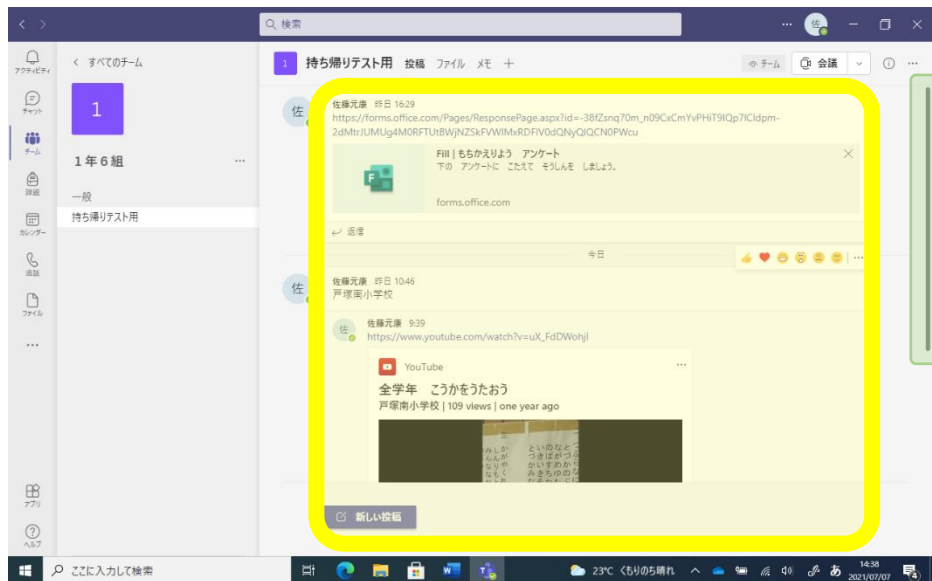 検索
佐
アクティビティ
チャット
チーム
課題
カレンダー
通話
ファイル
アプリ
ヘルプ
すべてのチーム
1
1年6組
一般
持ち帰りテスト用
1 持ち帰りテスト用 投稿 ファイル メモ
チーム 会議
佐
佐藤元康 昨日 16:29
https://forms.office.com/Pages/ResponsePage.aspx?id=-38fZsnq70m_n09CxCmYvPHiT9IQp7lCIdpm-
2dMtrJUMUg4M0RFTUtBWjNZSkFVWlMxRDFlV0dQNyQlQCN0PWcu
Fill | もちかえりよう アンケート
下の アンケートに こたえて そうしんを しましょう。
F
forms.office.com
返信
今日
佐
佐藤元康 昨日 10:46
戸塚南小学校
佐
佐藤元康 9:39
https://www.youtube.com/watch?v=uX_FdDWohjI
YouTube
全学年 こうかをうたおう
戸塚南小学校 | 109 views | one year ago
新しい投稿
ここに入力して検索
23°C くもりのち晴れ
あ
14:38
2021/07/07
4